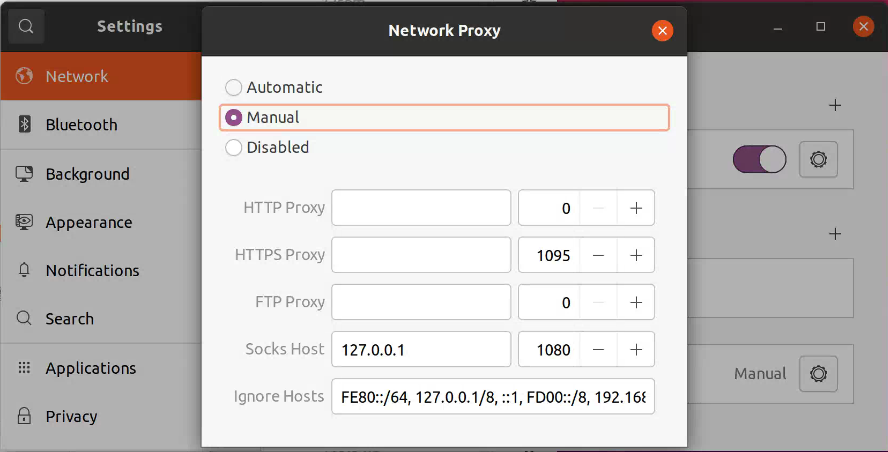 Settings
Network Proxy
Network
Bluetooth
Background
Appearance
Notifications
Search
Applications
Privacy
Automatic
Manual
Disabled
HTTP Proxy 0 − +
HTTPS Proxy 1095 − +
FTP Proxy 0 − +
Socks Host 127.0.0.1 1080 − +
Ignore Hosts FE80::/64, 127.0.0.1/8, ::1, FD00::/8, 192.168
Manual